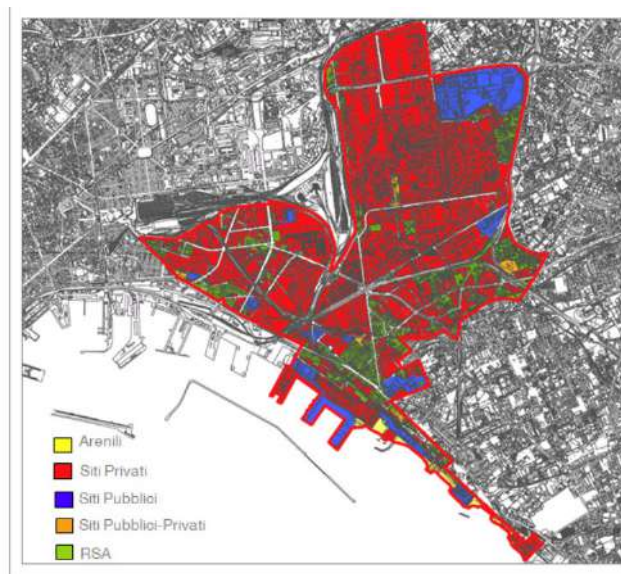 Arenili
Siti Privati
Siti Pubblici
Siti Pubblici-Privati
RSA